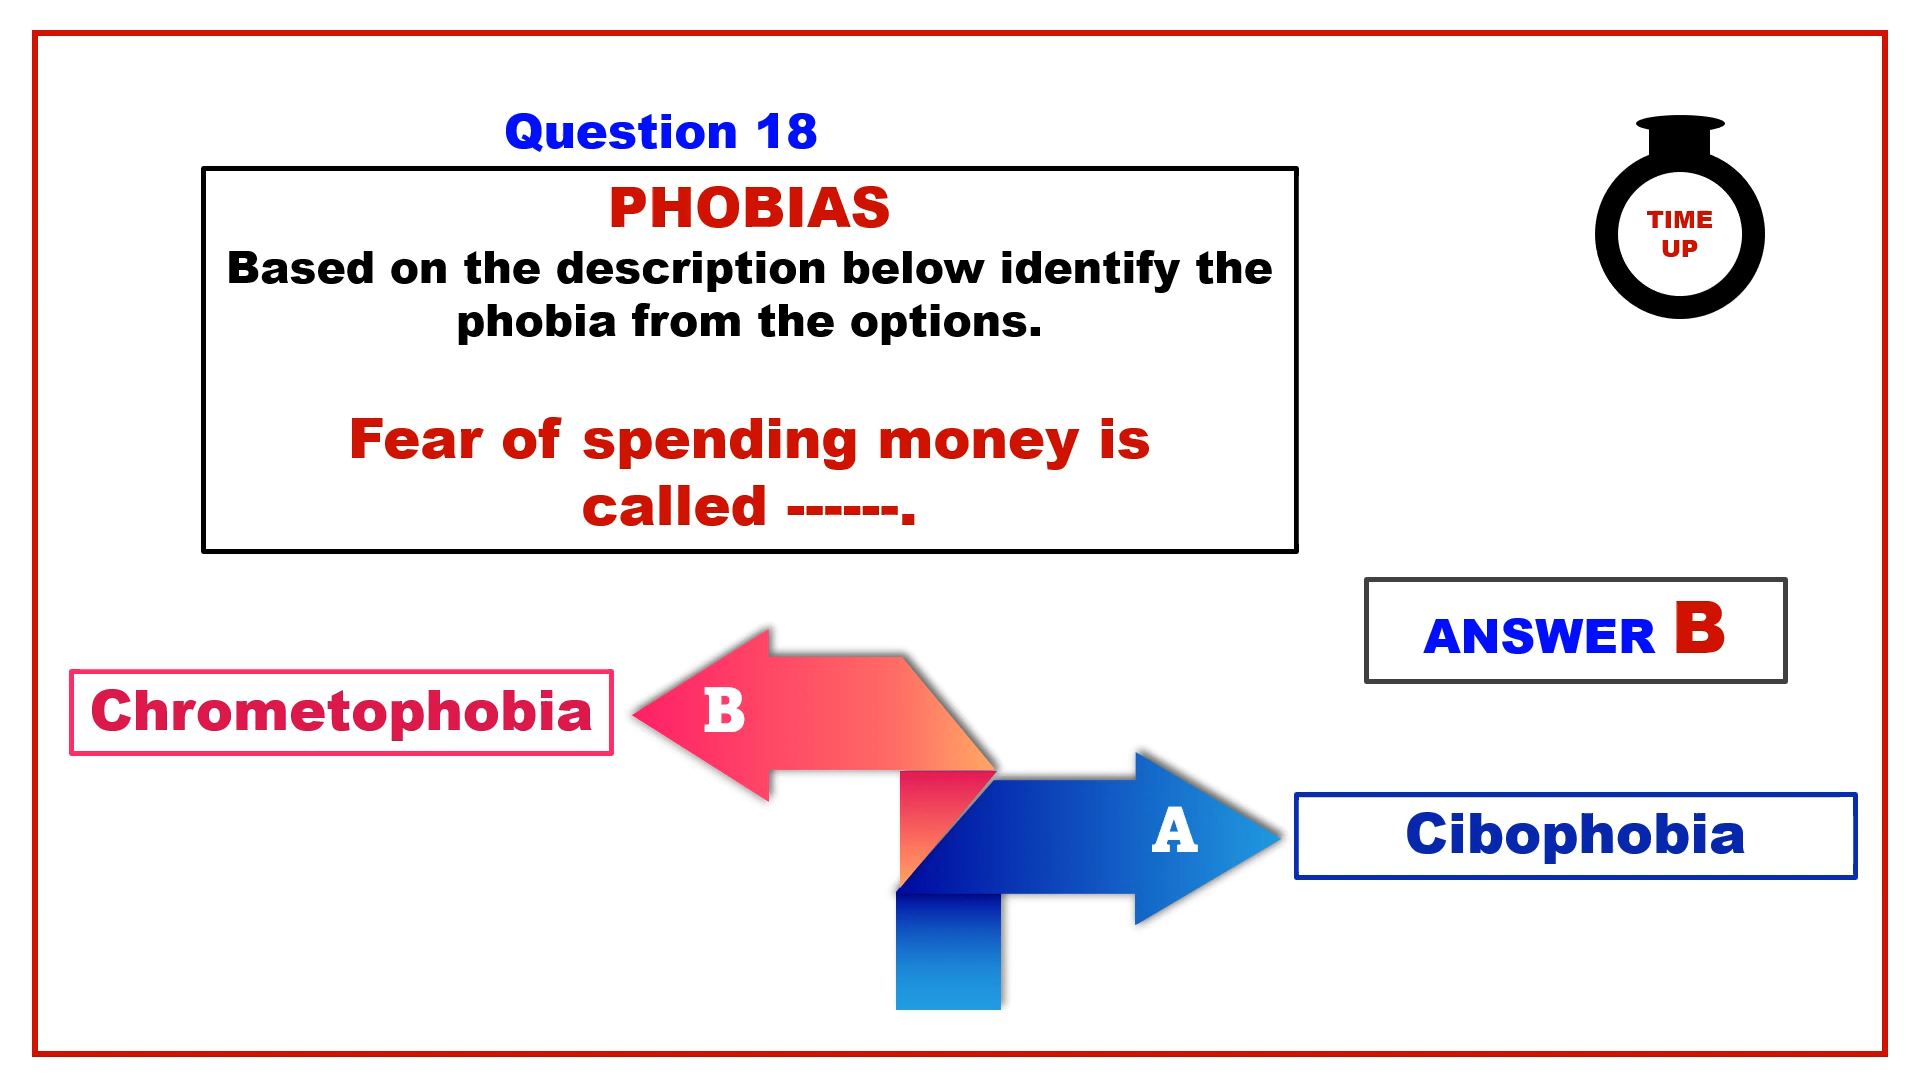 Question 18
PHOBIAS
Based on the description below identify the
phobia from the options.
Fear of spending money is
called ------.
TIME
UP
ANSWER B
Chrometophobia
B
A
Cibophobia